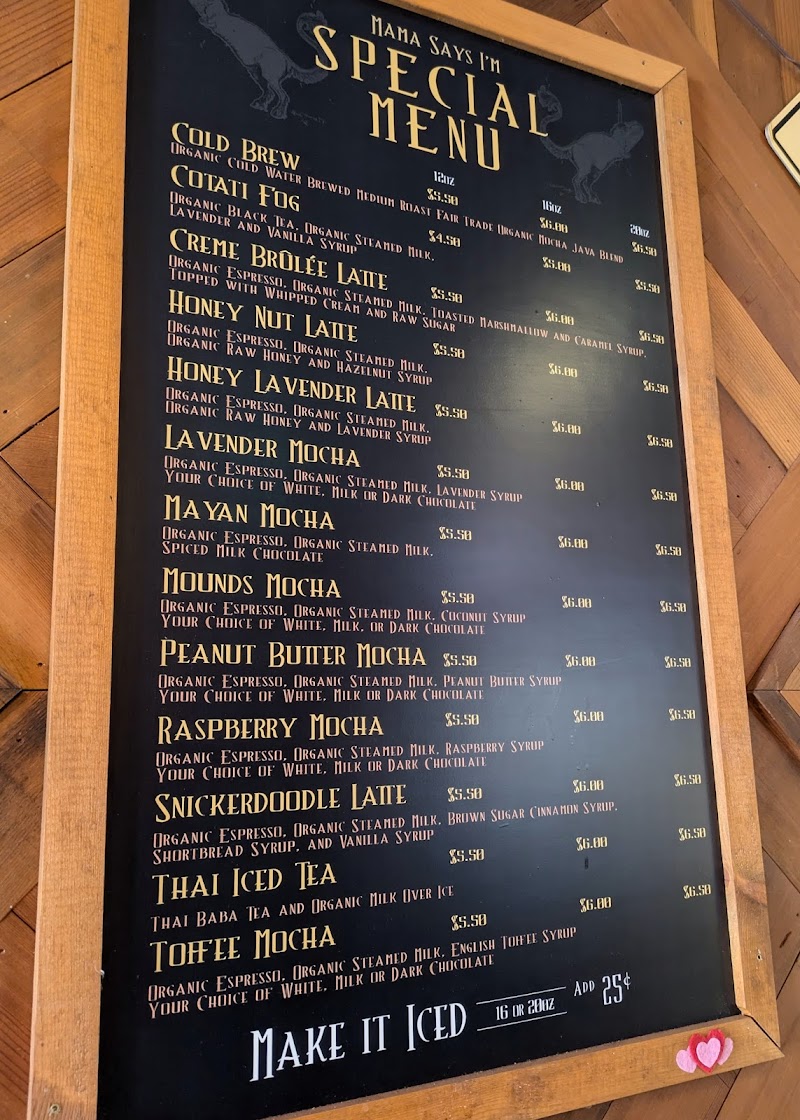 Mama Says I'm
Special
Menu
12oz 16oz 20oz
Cold Brew $5.50 $6.00 $6.50
Organic Cold Water Brewed Medium Roast Fair Trade Organic Mocha Java Blend
Cotati Fog $4.50 $5.00 $5.50
Organic Black Tea, Organic Steamed Milk,
Lavender and Vanilla Syrup
Creme Brûlée Latte $5.50 $6.00 $6.50
Organic Espresso, Organic Steamed Milk, Toasted Marshmallow and Caramel Syrup,
Topped with Whipped Cream and Raw Sugar
Honey Nut Latte $5.50 $6.00 $6.50
Organic Espresso, Organic Steamed Milk,
Organic Raw Honey and Hazelnut Syrup
Honey Lavender Latte $5.50 $6.00 $6.50
Organic Espresso, Organic Steamed Milk,
Organic Raw Honey and Lavender Syrup
Lavender Mocha $5.50 $6.00 $6.50
Organic Espresso, Organic Steamed Milk, Lavender Syrup
Your Choice of White, Milk or Dark Chocolate
Mayan Mocha $5.50 $6.00 $6.50
Organic Espresso, Organic Steamed Milk,
Spiced Milk Chocolate
Mounds Mocha $5.50 $6.00 $6.50
Organic Espresso, Organic Steamed Milk, Coconut Syrup
Your Choice of White, Milk, or Dark Chocolate
Peanut Butter Mocha $5.50 $6.00 $6.50
Organic Espresso, Organic Steamed Milk, Peanut Butter Syrup
Your Choice of White, Milk or Dark Chocolate
Raspberry Mocha $5.50 $6.00 $6.50
Organic Espresso, Organic Steamed Milk, Raspberry Syrup
Your Choice of White, Milk or Dark Chocolate
Snickerdoodle Latte $5.50 $6.00 $6.50
Organic Espresso, Organic Steamed Milk, Brown Sugar Cinnamon Syrup,
Shortbread Syrup, and Vanilla Syrup
Thai Iced Tea $5.50 $6.00 $6.50
Thai Baba Tea and Organic Milk Over Ice
Toffee Mocha $5.50 $6.00 $6.50
Organic Espresso, Organic Steamed Milk, English Toffee Syrup
Your Choice of White, Milk or Dark Chocolate
Make it Iced 16 or 20oz Add 25¢